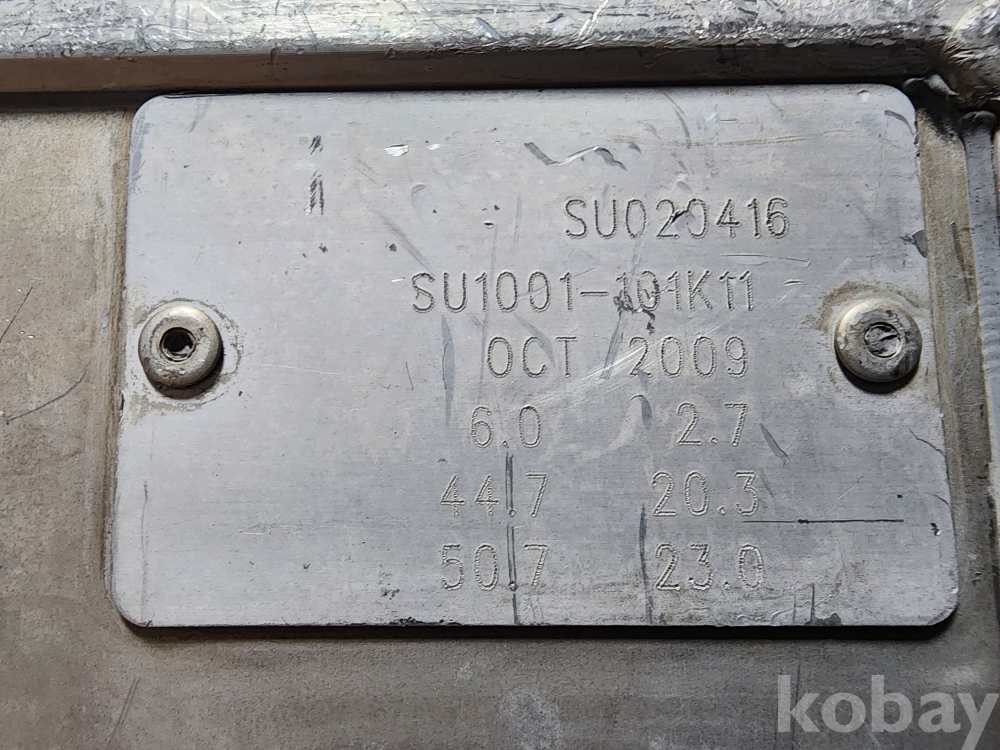 SU020416
SU1001-101K11
OCT 2009
6.0 2.7
44.7 20.3
50.7 23.0
kobay